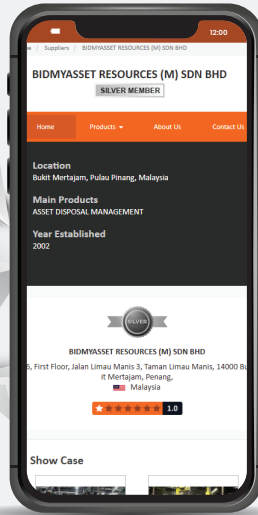 12:00
/ Suppliers / BIDMYASSET RESOURCES (M) SDN BHD
BIDMYASSET RESOURCES (M) SDN BHD
SILVER MEMBER
Home Products About Us Contact Us
Location
Bukit Mertajam, Pulau Pinang, Malaysia
Main Products
ASSET DISPOSAL MANAGEMENT
Year Established
2002
SILVER
BIDMYASSET RESOURCES (M) SDN BHD
, First Floor, Jalan Limau Manis 3, Taman Limau Manis, 14000 Bu
it Mertajam, Penang,
Malaysia
1.0
Show Case